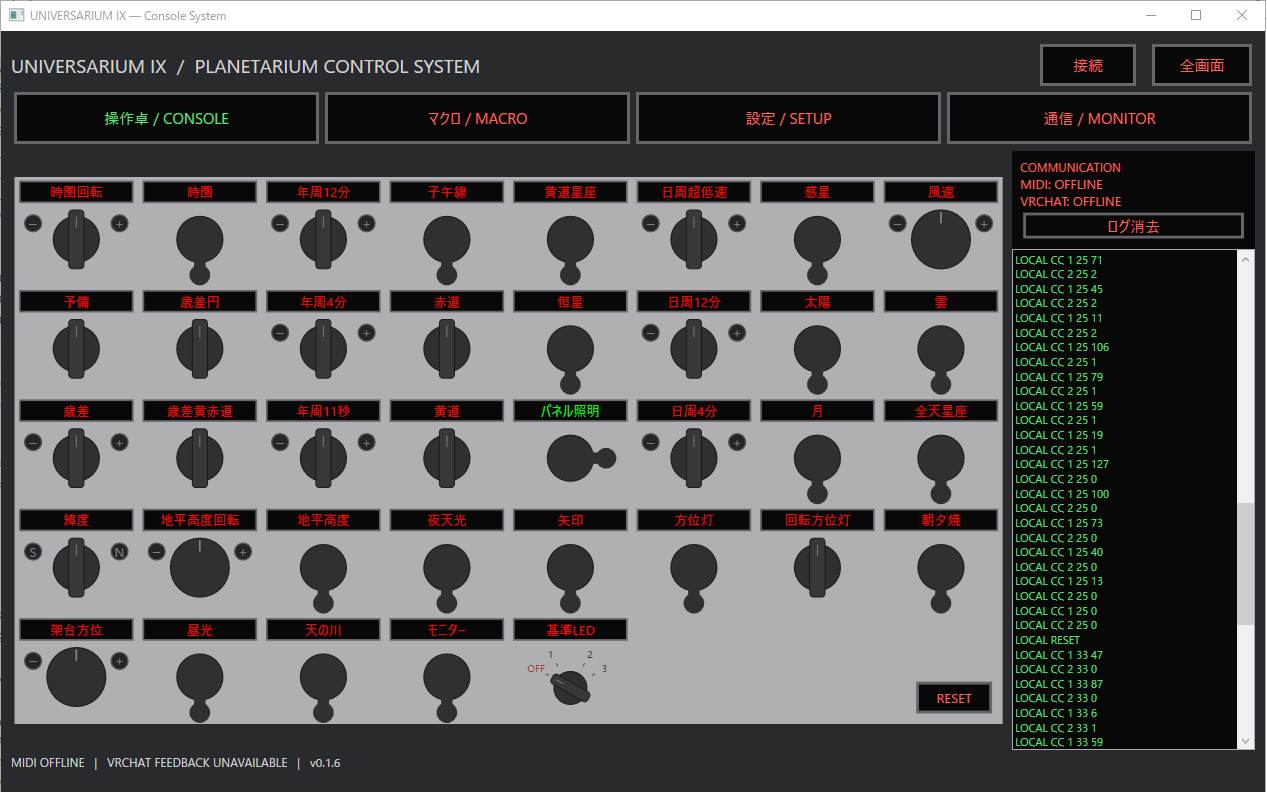 UNIVERSARIUM IX — Console System
UNIVERSARIUM IX / PLANETARIUM CONTROL SYSTEM
接続
全画面
操作卓 / CONSOLE
マクロ / MACRO
設定 / SETUP
通信 / MONITOR
時圏回転
時圏
年周12分
子午線
黄道星座
日周超低速
惑星
風速
− + − + − + − +
予備
歳差円
年周4分
赤道
恒星
日周12分
太陽
雲
− + − +
歳差
歳差黄赤道
年周11秒
黄道
パネル照明
日周4分
月
全天星座
− + − + − +
緯度
地平高度回転
地平高度
夜天光
矢印
方位灯
回転方位灯
朝夕焼
S N − +
架台方位
昼光
天の川
モニター
基準LED
− +
OFF 1 2 3
RESET
COMMUNICATION
MIDI: OFFLINE
VRCHAT: OFFLINE
ログ消去
LOCAL CC 1 25 71
LOCAL CC 2 25 2
LOCAL CC 1 25 45
LOCAL CC 2 25 2
LOCAL CC 1 25 11
LOCAL CC 2 25 2
LOCAL CC 1 25 106
LOCAL CC 2 25 1
LOCAL CC 1 25 79
LOCAL CC 2 25 1
LOCAL CC 1 25 59
LOCAL CC 2 25 1
LOCAL CC 1 25 19
LOCAL CC 2 25 1
LOCAL CC 1 25 127
LOCAL CC 2 25 0
LOCAL CC 1 25 100
LOCAL CC 2 25 0
LOCAL CC 1 25 73
LOCAL CC 2 25 0
LOCAL CC 1 25 40
LOCAL CC 2 25 0
LOCAL CC 1 25 13
LOCAL CC 2 25 0
LOCAL CC 1 25 0
LOCAL CC 2 25 0
LOCAL RESET
LOCAL CC 1 33 47
LOCAL CC 2 33 0
LOCAL CC 1 33 87
LOCAL CC 2 33 0
LOCAL CC 1 33 6
LOCAL CC 2 33 1
LOCAL CC 1 33 59
MIDI OFFLINE | VRCHAT FEEDBACK UNAVAILABLE | v0.1.6